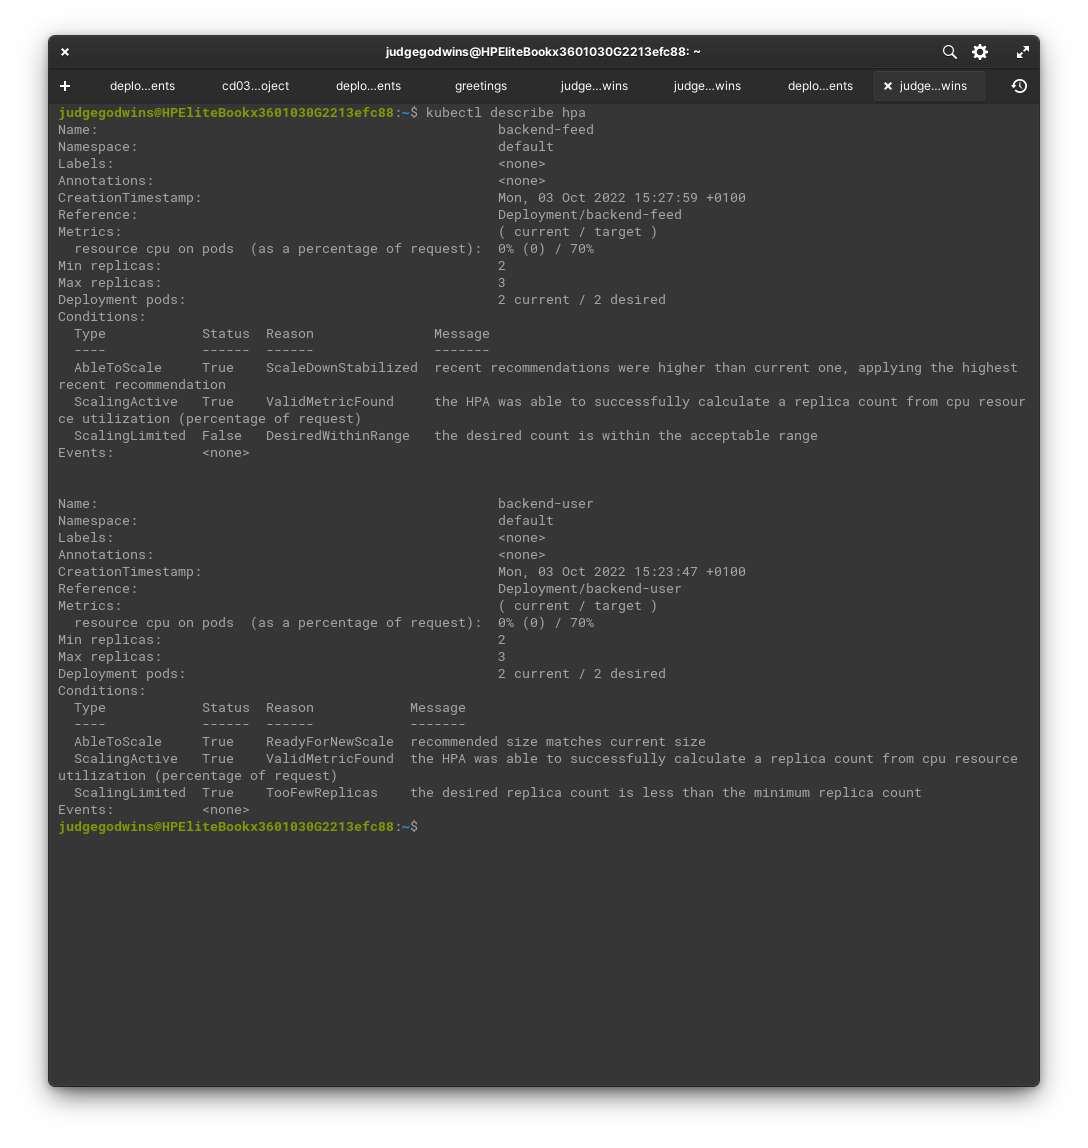 judgegodwins@HPEliteBookx3601030G2213efc88: ~
deplo...ents cd03...oject deplo...ents greetings judge...wins judge...wins deplo...ents judge...wins
judgegodwins@HPEliteBookx3601030G2213efc88:~$ kubectl describe hpa
Name:                                                  backend-feed
Namespace:                                             default
Labels:                                                <none>
Annotations:                                           <none>
CreationTimestamp:                                     Mon, 03 Oct 2022 15:27:59 +0100
Reference:                                             Deployment/backend-feed
Metrics:                                               ( current / target )
  resource cpu on pods  (as a percentage of request):  0% (0) / 70%
Min replicas:                                          2
Max replicas:                                          3
Deployment pods:                                       2 current / 2 desired
Conditions:
  Type            Status  Reason               Message
  ----            ------  ------               -------
  AbleToScale     True    ScaleDownStabilized  recent recommendations were higher than current one, applying the highest
recent recommendation
  ScalingActive   True    ValidMetricFound     the HPA was able to successfully calculate a replica count from cpu resour
ce utilization (percentage of request)
  ScalingLimited  False   DesiredWithinRange   the desired count is within the acceptable range
Events:           <none>
Name:                                                  backend-user
Namespace:                                             default
Labels:                                                <none>
Annotations:                                           <none>
CreationTimestamp:                                     Mon, 03 Oct 2022 15:23:47 +0100
Reference:                                             Deployment/backend-user
Metrics:                                               ( current / target )
  resource cpu on pods  (as a percentage of request):  0% (0) / 70%
Min replicas:                                          2
Max replicas:                                          3
Deployment pods:                                       2 current / 2 desired
Conditions:
  Type            Status  Reason            Message
  ----            ------  ------            -------
  AbleToScale     True    ReadyForNewScale  recommended size matches current size
  ScalingActive   True    ValidMetricFound  the HPA was able to successfully calculate a replica count from cpu resource
utilization (percentage of request)
  ScalingLimited  True    TooFewReplicas    the desired replica count is less than the minimum replica count
Events:           <none>
judgegodwins@HPEliteBookx3601030G2213efc88:~$